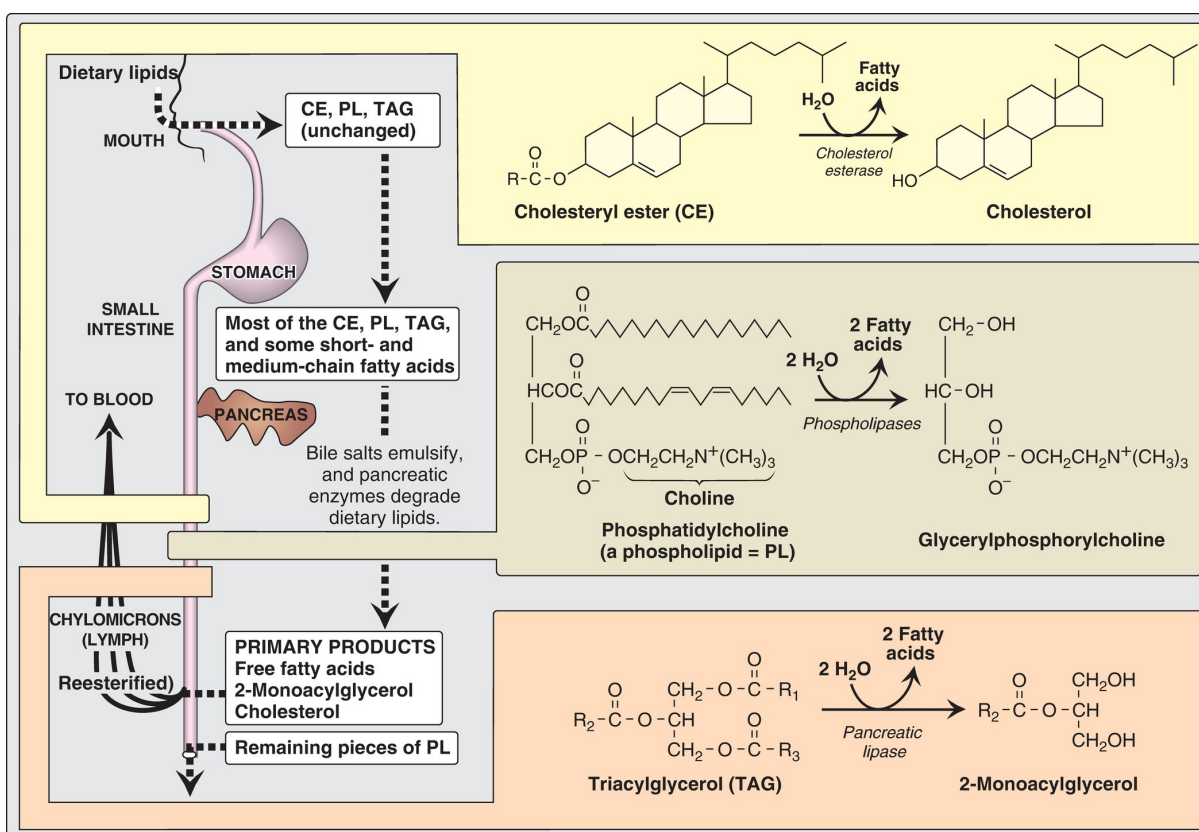 Dietary lipids
MOUTH
CE, PL, TAG
(unchanged)
STOMACH
SMALL
INTESTINE
Most of the CE, PL, TAG,
and some short- and
medium-chain fatty acids
TO BLOOD
PANCREAS
Bile salts emulsify,
and pancreatic
enzymes degrade
dietary lipids.
CHYLOMICRONS
(LYMPH)
Reesterified)
PRIMARY PRODUCTS
Free fatty acids
2-Monoacylglycerol
Cholesterol
Remaining pieces of PL
O
R–C–O
H₂O
Fatty
acids
Cholesterol
esterase
HO
Cholesteryl ester (CE)
Cholesterol
O
CH₂OC
O
HCOC
O
CH₂OP – OCH₂CH₂N⁺(CH₃)₃
O⁻
Choline
Phosphatidylcholine
(a phospholipid = PL)
2 H₂O
2 Fatty
acids
Phospholipases
CH₂–OH
HC–OH
O
CH₂OP – OCH₂CH₂N⁺(CH₃)₃
O⁻
Glycerylphosphorylcholine
O
CH₂–O–C–R₁
O
R₂–C–O–CH
O
CH₂–O–C–R₃
Triacylglycerol (TAG)
2 H₂O
2 Fatty
acids
Pancreatic
lipase
CH₂OH
O
R₂–C–O–CH
CH₂OH
2-Monoacylglycerol